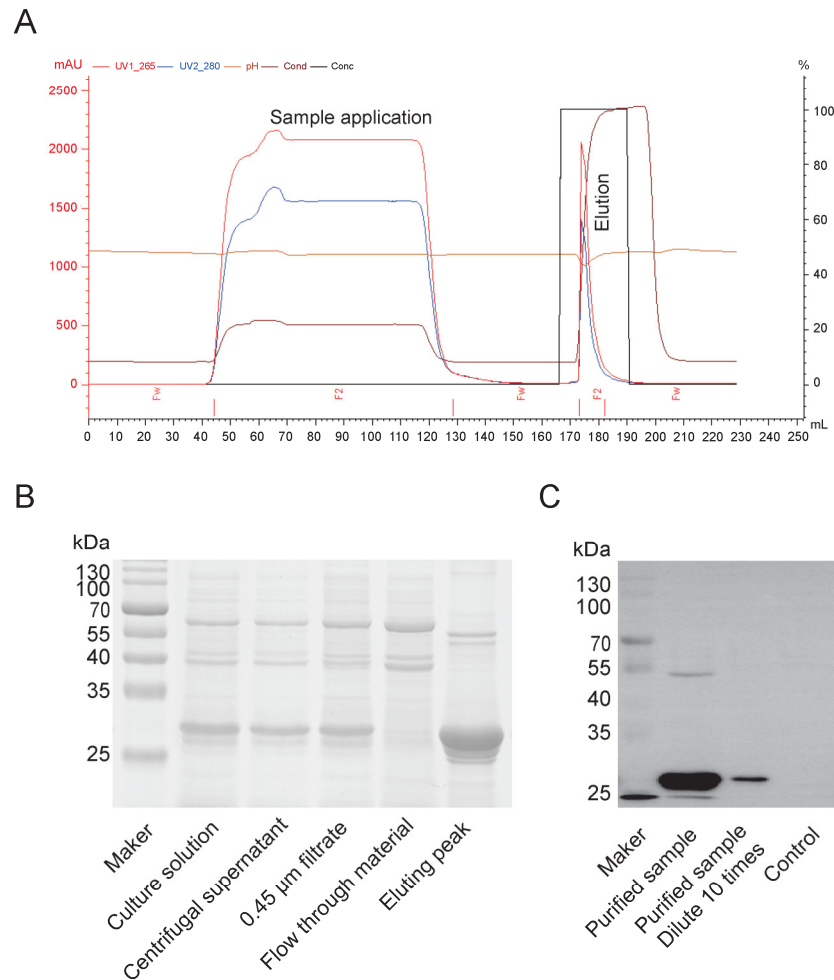 A
mAU UV1_265 UV2_280 pH Cond Conc %
Sample application
Elution
2500
2000
1500
1000
500
0
100
80
60
40
20
0
Fw F2 Fw F2 Fw
mL
0 10 20 30 40 50 60 70 80 90 100 110 120 130 140 150 160 170 180 190 200 210 220 230 240 250
B
kDa
130
100
70
55
40
35
25
Maker
Culture solution
Centrifugal supernatant
0.45 µm filtrate
Flow through material
Eluting peak
C
kDa
130
100
70
55
40
35
25
Maker
Purified sample
Purified sample
Dilute 10 times
Control